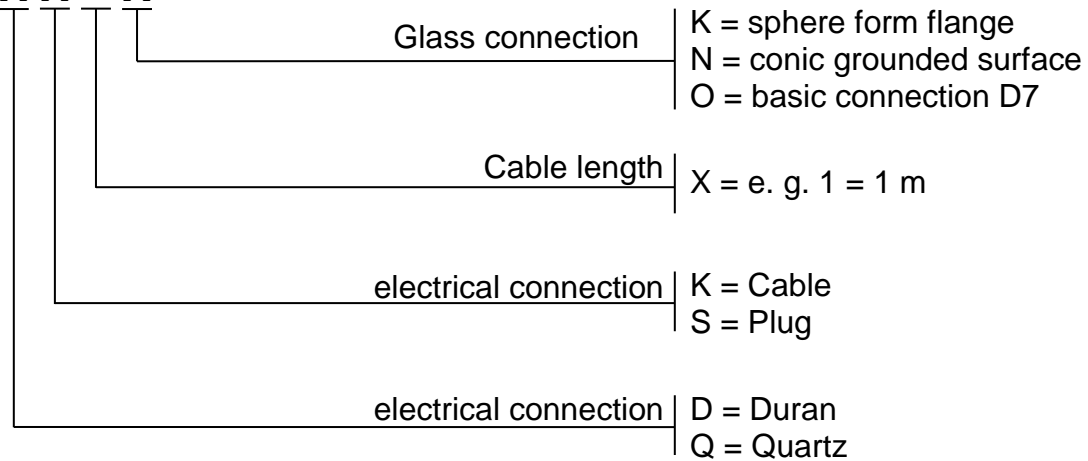 Glass connection
K = sphere form flange
N = conic grounded surface
O = basic connection D7
Cable length
X = e. g. 1 = 1 m
electrical connection
K = Cable
S = Plug
electrical connection
D = Duran
Q = Quartz